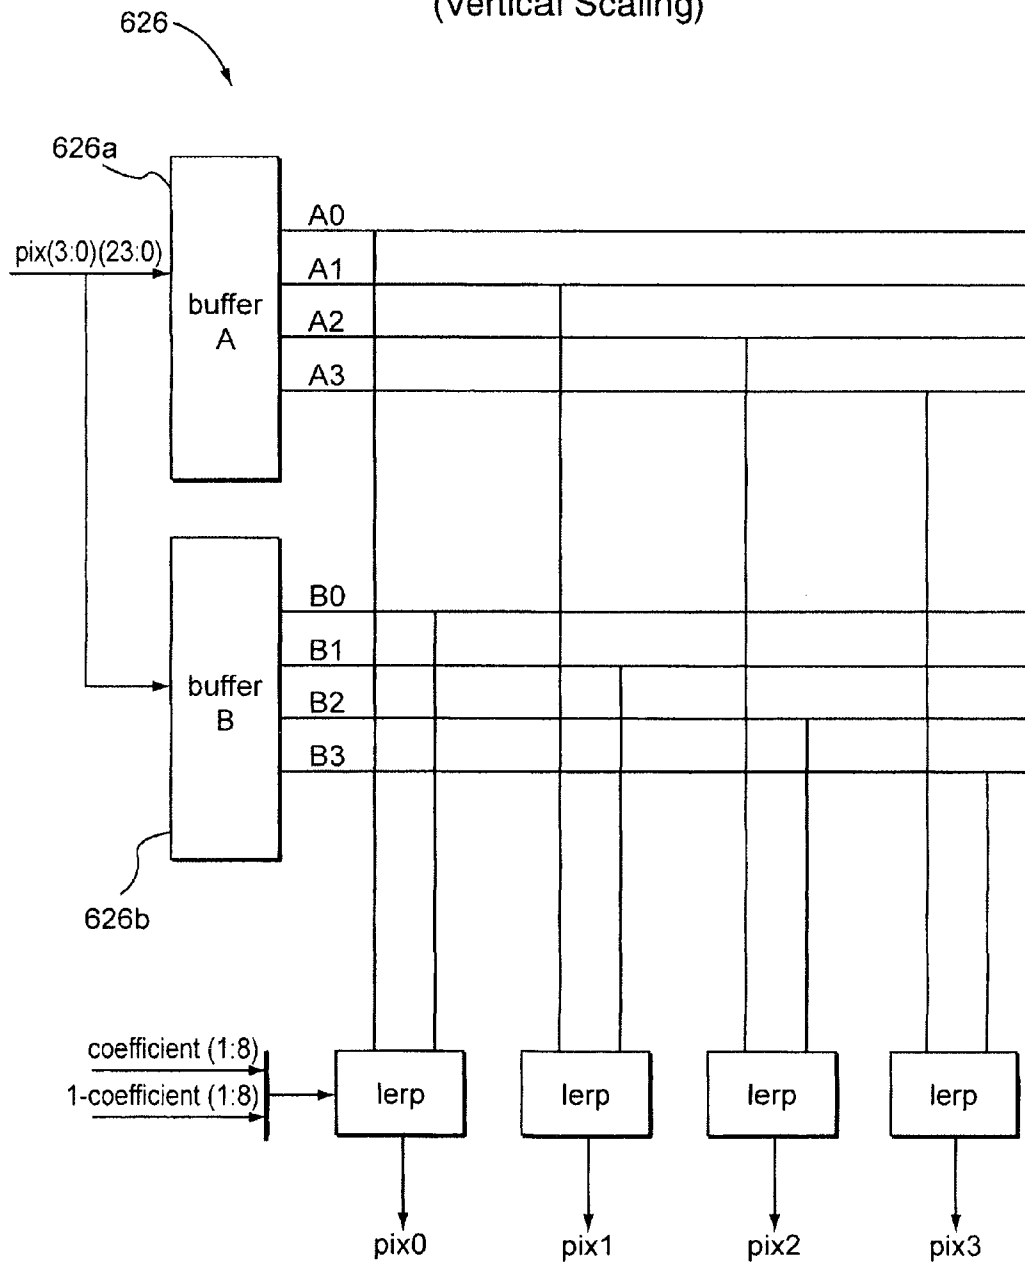 (Vertical Scaling)
626
626a
pix(3:0)(23:0)
buffer
A
A0
A1
A2
A3
buffer
B
B0
B1
B2
B3
626b
coefficient (1:8)
1-coefficient (1:8)
lerp
lerp
lerp
lerp
pix0
pix1
pix2
pix3